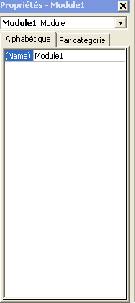 Propriétés - Module1
Module1 Module
Alphabétique Par catégorie
(Name) Module1